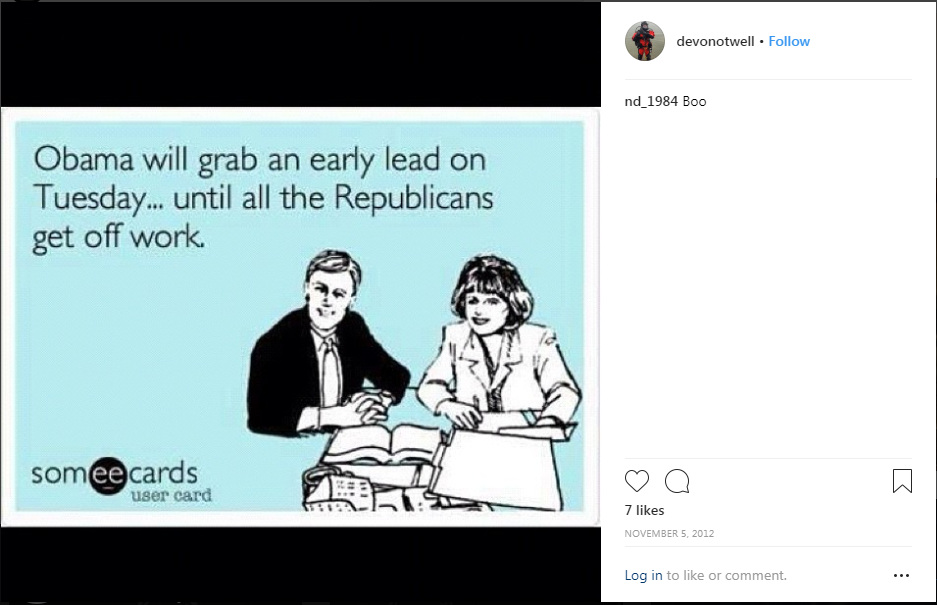 Obama will grab an early lead on
Tuesday... until all the Republicans
get off work.
someecards
user card
devonotwell • Follow
nd_1984 Boo
7 likes
NOVEMBER 5, 2012
Log in to like or comment.